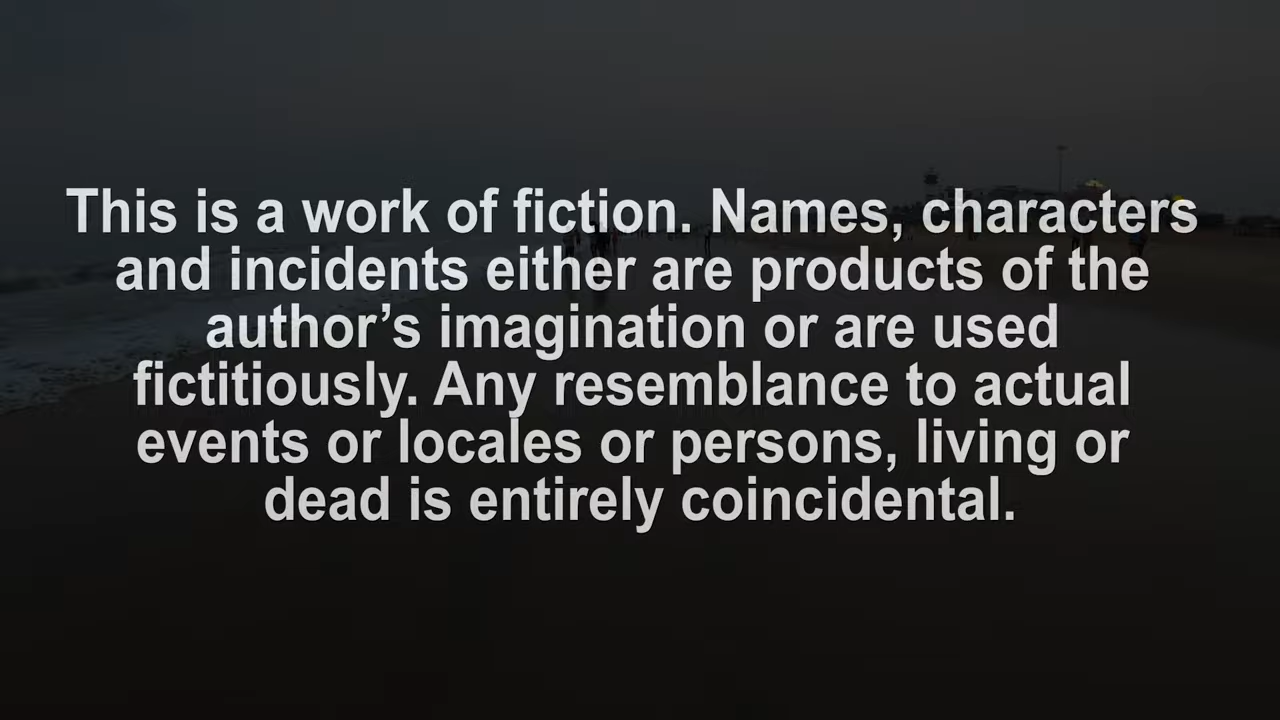 This is a work of fiction. Names, characters
and incidents either are products of the
author’s imagination or are used
fictitiously. Any resemblance to actual
events or locales or persons, living or
dead is entirely coincidental.